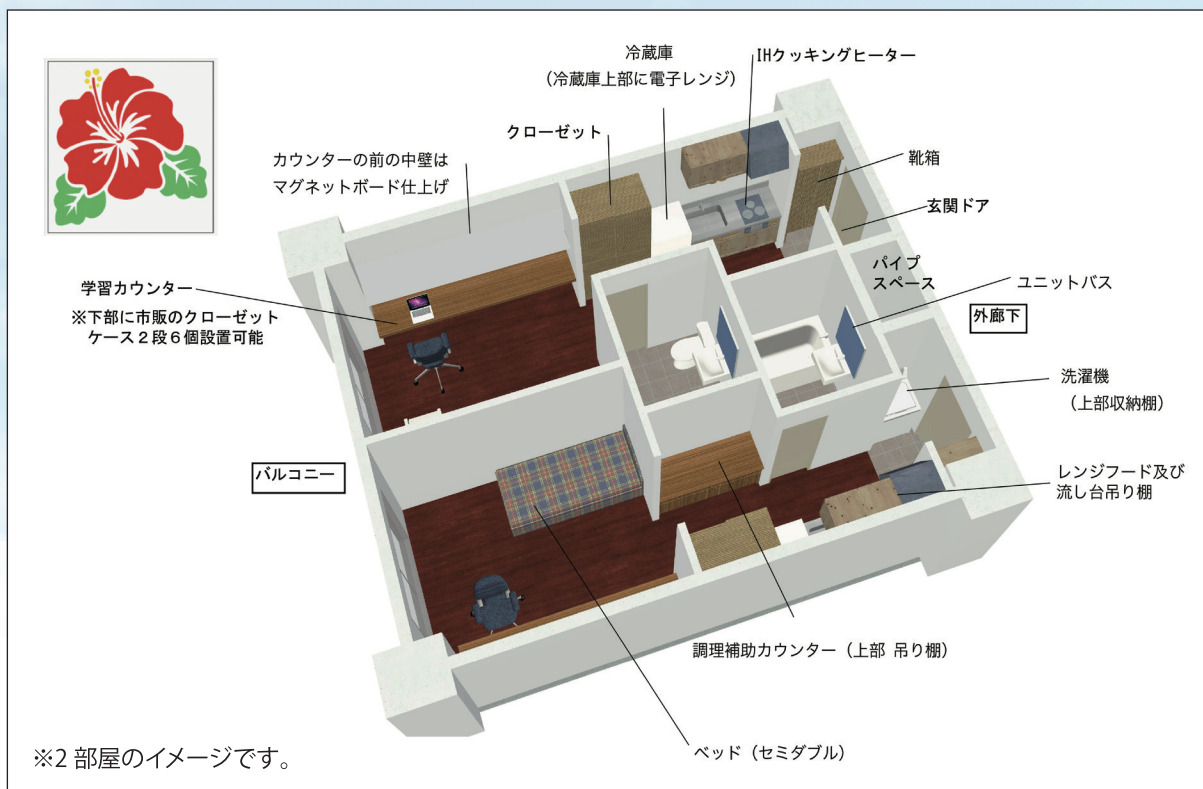 冷蔵庫
（冷蔵庫上部に電子レンジ）
IHクッキングヒーター
クローゼット
カウンターの前の中壁は
マグネットボード仕上げ
靴箱
玄関ドア
パイプ
スペース
ユニットバス
学習カウンター
※下部に市販のクローゼット
ケース２段６個設置可能
外廊下
洗濯機
（上部収納棚）
バルコニー
レンジフード及び
流し台吊り棚
調理補助カウンター（上部 吊り棚）
ベッド（セミダブル）
※2 部屋のイメージです。